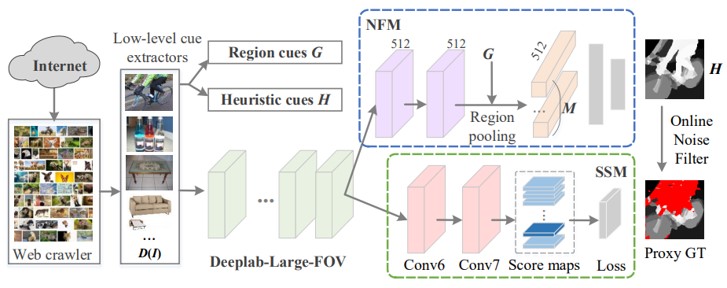 Internet
Web crawler
Low-level cue
extractors
...
D(I)
Region cues G
Heuristic cues H
...
Deeplab-Large-FOV
NFM
512
512
G
Region
pooling
512
...
M
SSM
Conv6
Conv7
Score maps
Loss
H
Online
Noise
Filter
Proxy GT